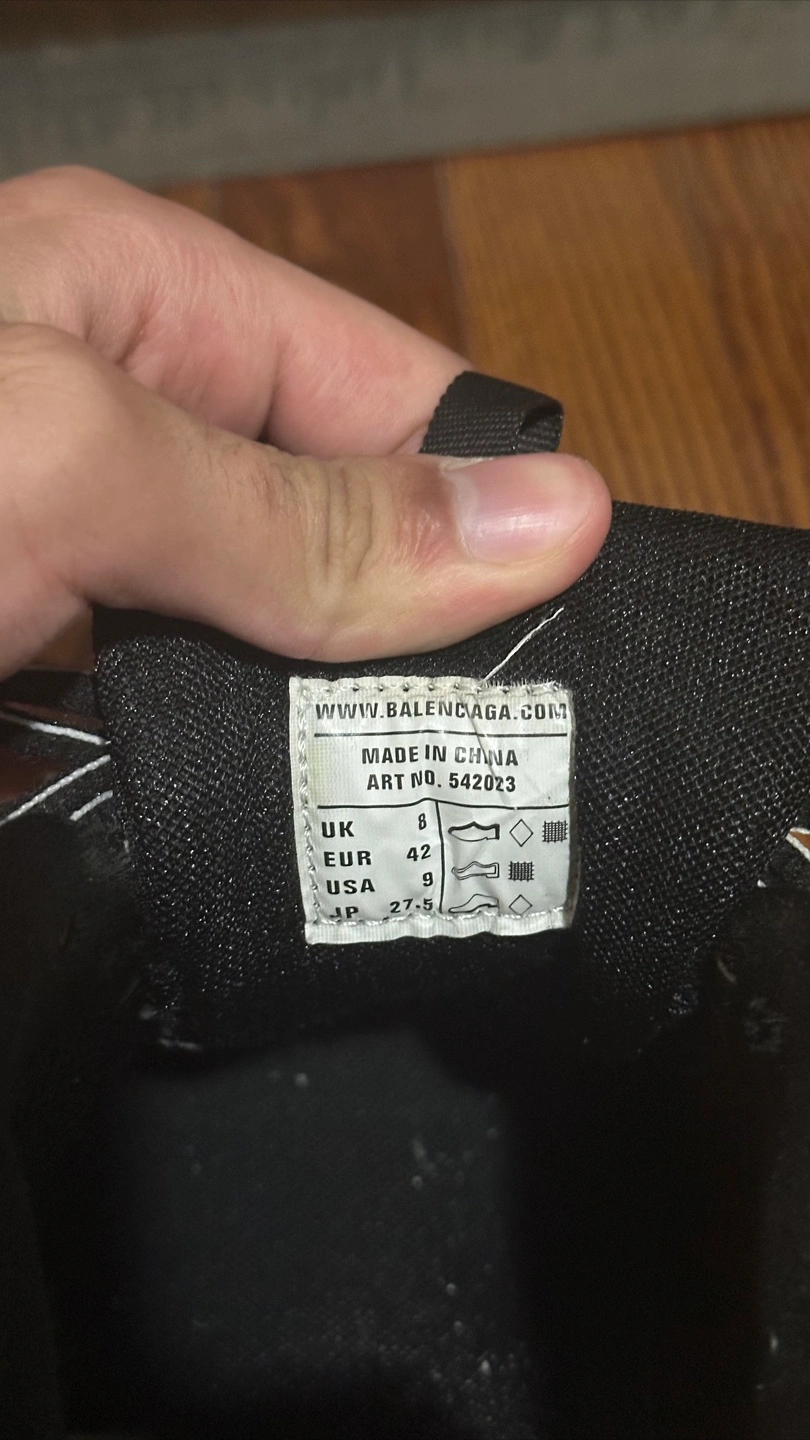 WWW.BALENCIAGA.COM
MADE IN CHINA
ART NO. 542023
UK 8
EUR 42
USA 9
JP 27.5